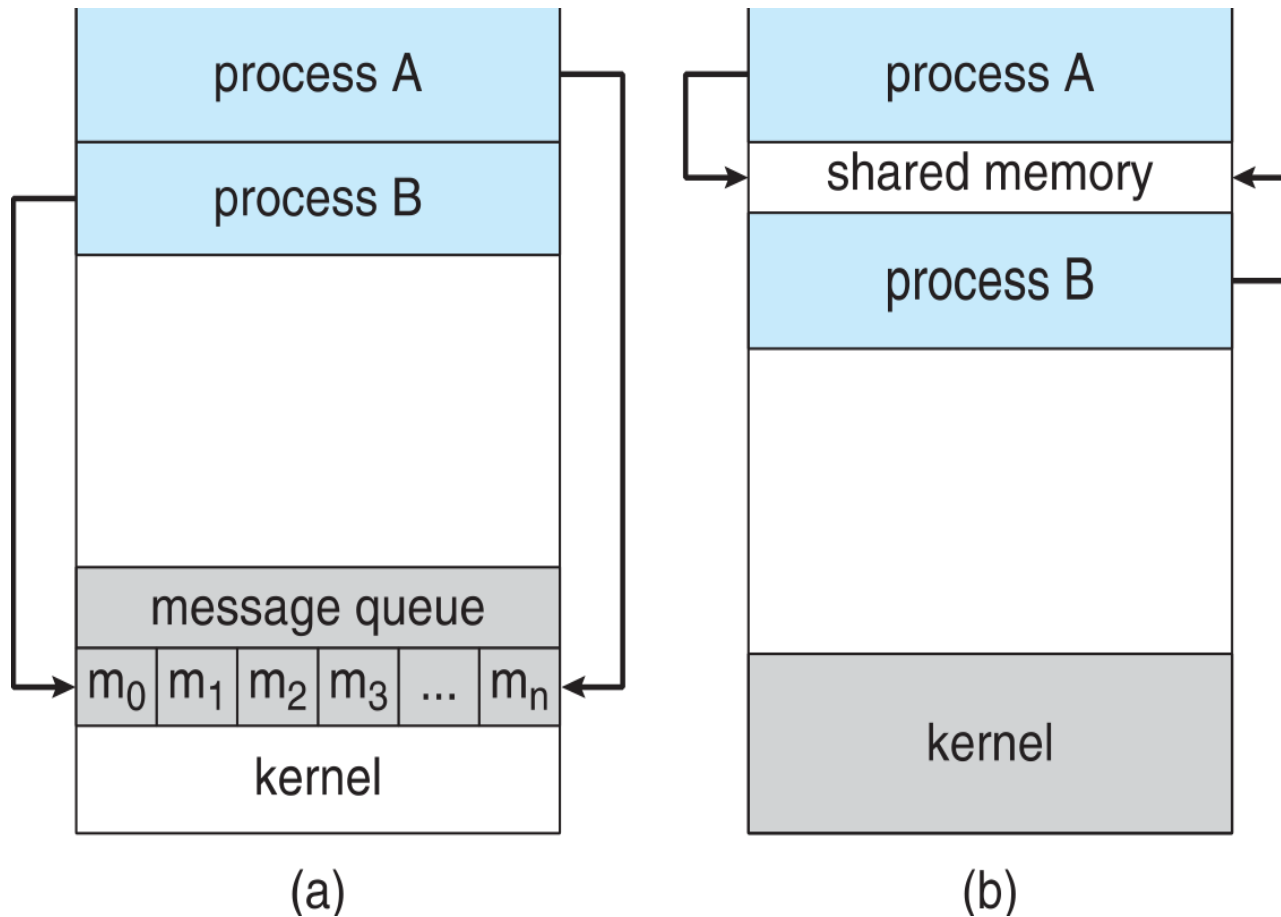 process A
process B
message queue
m0 m1 m2 m3 ... mn
kernel
(a)
process A
shared memory
process B
kernel
(b)